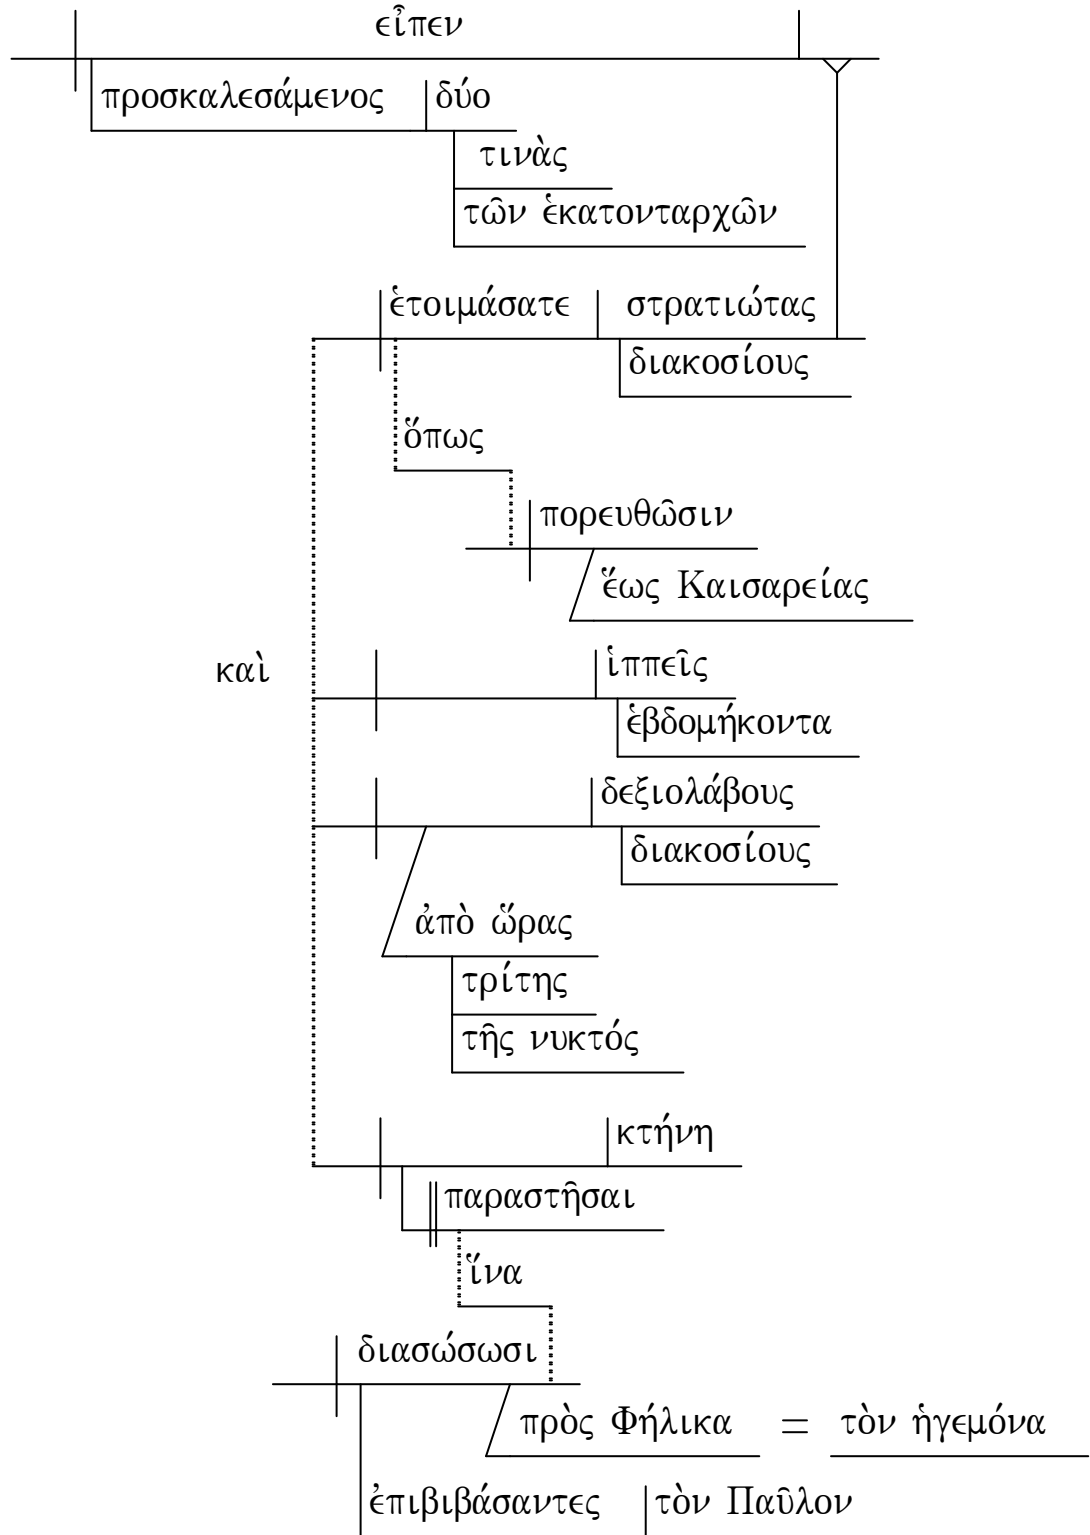 εἶπεν
προσκαλεσάμενος δύο
τινὰς
τῶν ἑκατονταρχῶν
ἑτοιμάσατε στρατιώτας
διακοσίους
ὅπως
πορευθῶσιν
ἕως Καισαρείας
καὶ ἱππεῖς
ἑβδομήκοντα
δεξιολάβους
διακοσίους
ἀπὸ ὥρας
τρίτης
τῆς νυκτός
κτήνη
παραστῆσαι
ἵνα
διασώσωσι
πρὸς Φήλικα = τὸν ἡγεμόνα
ἐπιβιβάσαντες τὸν Παῦλον